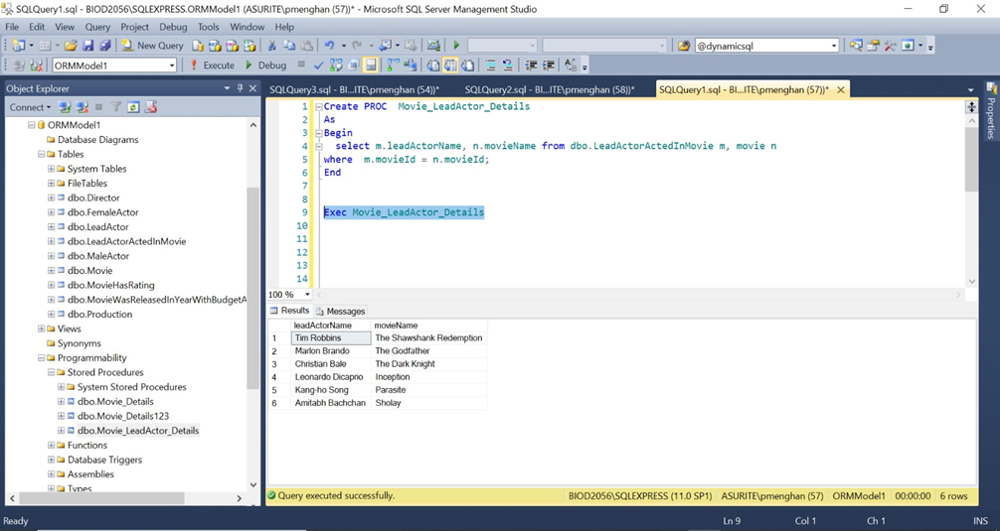 SQLQuery1.sql - BIOD2056\SQLEXPRESS.ORMModel1 (ASURITE\pmenghan (57))* - Microsoft SQL Server Management Studio
File Edit View Query Project Debug Tools Window Help
New Query @dynamicsql
ORMModel1 Execute Debug
Object Explorer
Connect
ORMModel1
Database Diagrams
Tables
System Tables
FileTables
dbo.Director
dbo.FemaleActor
dbo.LeadActor
dbo.LeadActorActedInMovie
dbo.MaleActor
dbo.Movie
dbo.MovieHasRating
dbo.MovieWasReleasedInYearWithBudgetA
dbo.Production
Views
Synonyms
Programmability
Stored Procedures
System Stored Procedures
dbo.Movie_Details
dbo.Movie_Details123
dbo.Movie_LeadActor_Details
Functions
Database Triggers
Assemblies
Types
SQLQuery3.sql - BI...ITE\pmenghan (54))* SQLQuery2.sql - BI...ITE\pmenghan (58))* SQLQuery1.sql - BI...ITE\pmenghan (57))*
1 Create PROC Movie_LeadActor_Details
2 As
3 Begin
4 select m.leadActorName, n.movieName from dbo.LeadActorActedInMovie m, movie n
5 where m.movieId = n.movieId;
6 End
7
8
9 Exec Movie_LeadActor_Details
10
11
12
13
14
100 %
Results Messages
leadActorName movieName
1 Tim Robbins The Shawshank Redemption
2 Marlon Brando The Godfather
3 Christian Bale The Dark Knight
4 Leonardo Dicaprio Inception
5 Kang-ho Song Parasite
6 Amitabh Bachchan Sholay
Query executed successfully. BIOD2056\SQLEXPRESS (11.0 SP1) ASURITE\pmenghan (57) ORMModel1 00:00:00 6 rows
Properties
Ready Ln 9 Col 1 Ch 1 INS